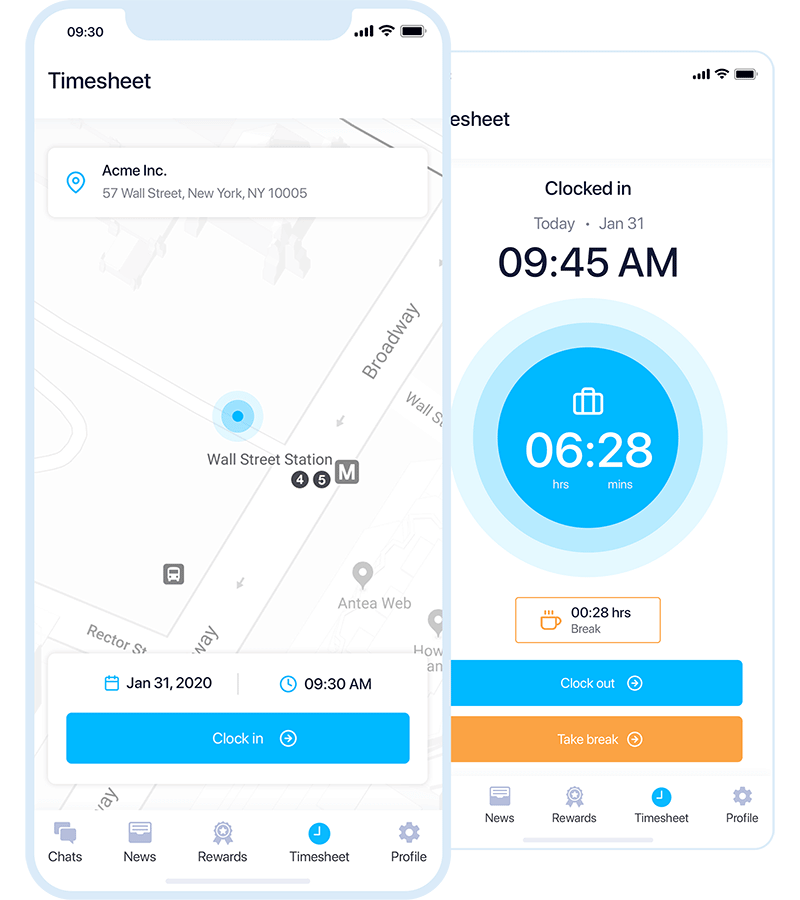 09:30
Timesheet
Acme Inc.
57 Wall Street, New York, NY 10005
Broadway
Wall S
Wall Street Station
4 5 M
Antea Web
How
an
Rector St
way
Jan 31, 2020
09:30 AM
Clock in
way
Chats
News
Rewards
Timesheet
Profile
esheet
Clocked in
Today • Jan 31
09:45 AM
06:28
hrs mins
00:28 hrs
Break
Clock out
Take break
News
Rewards
Timesheet
Profile